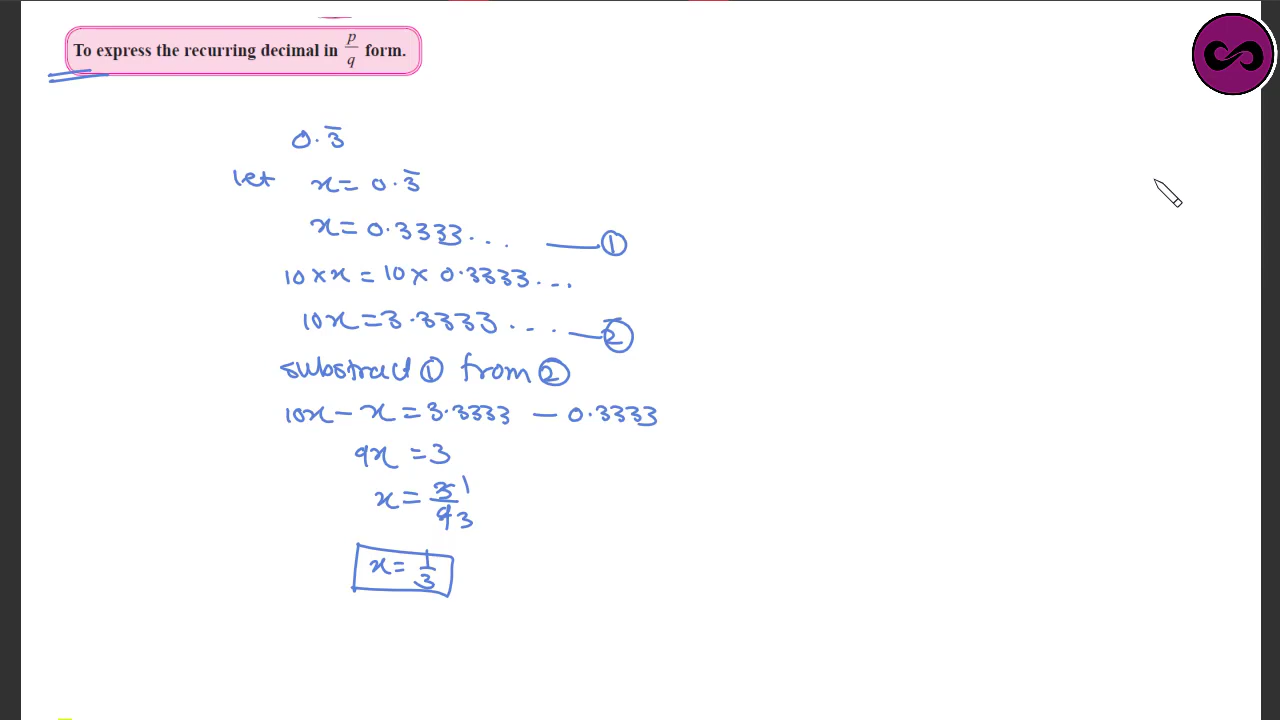 To express the recurring decimal in p/q form.
0.3̅
let x = 0.3̅
x = 0.3333... ——①
10 × x = 10 × 0.3333...
10x = 3.3333.... —②
substract ① from ②
10x - x = 3.3333 - 0.3333
9x = 3
x = 3/9 1 3
x = 1/3